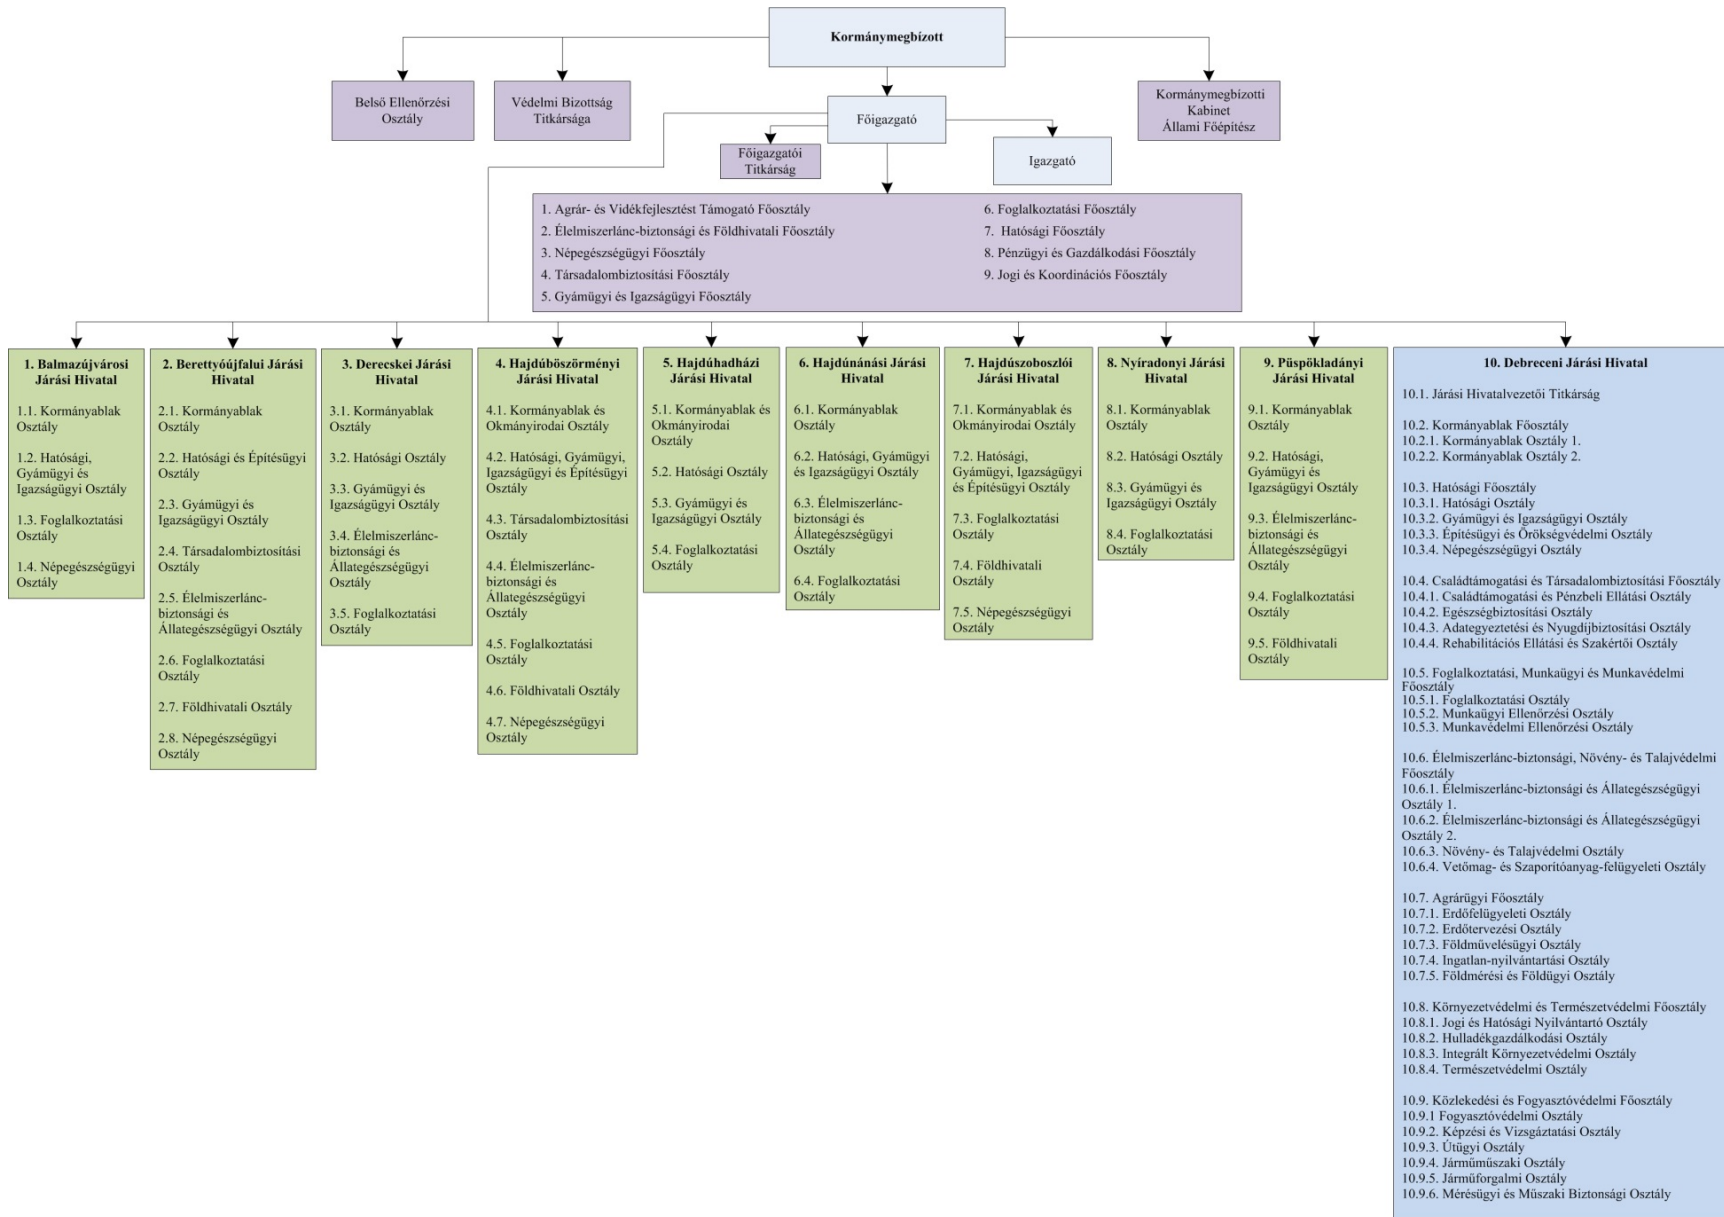 Kormánymegbízott
Belső Ellenőrzési
Osztály
Védelmi Bizottság
Titkársága
Kormánymegbízotti
Kabinet
Állami Főépítész
Főigazgató
Főigazgatói
Titkárság
Igazgató
1. Agrár- és Vidékfejlesztést Támogató Főosztály
2. Élelmiszerlánc-biztonsági és Földhivatali Főosztály
3. Népegészségügyi Főosztály
4. Társadalombiztosítási Főosztály
5. Gyámügyi és Igazságügyi Főosztály
6. Foglalkoztatási Főosztály
7. Hatósági Főosztály
8. Pénzügyi és Gazdálkodási Főosztály
9. Jogi és Koordinációs Főosztály
1. Balmazújvárosi
Járási Hivatal
1.1. Kormányablak
Osztály
1.2. Hatósági,
Gyámügyi és
Igazságügyi Osztály
1.3. Foglalkoztatási
Osztály
1.4. Népegészségügyi
Osztály
2. Berettyóújfalui Járási
Hivatal
2.1. Kormányablak
Osztály
2.2. Hatósági és Építésügyi
Osztály
2.3. Gyámügyi és
Igazságügyi Osztály
2.4. Társadalombiztosítási
Osztály
2.5. Élelmiszerlánc-
biztonsági és
Állategészségügyi Osztály
2.6. Foglalkoztatási
Osztály
2.7. Földhivatali Osztály
2.8. Népegészségügyi
Osztály
3. Derecskei Járási
Hivatal
3.1. Kormányablak
Osztály
3.2. Hatósági Osztály
3.3. Gyámügyi és
Igazságügyi Osztály
3.4. Élelmiszerlánc-
biztonsági és
Állategészségügyi
Osztály
3.5. Foglalkoztatási
Osztály
4. Hajdúböszörményi
Járási Hivatal
4.1. Kormányablak és
Okmányirodai Osztály
4.2. Hatósági, Gyámügyi,
Igazságügyi és Építésügyi
Osztály
4.3. Társadalombiztosítási
Osztály
4.4. Élelmiszerlánc-
biztonsági és
Állategészségügyi
Osztály
4.5. Foglalkoztatási
Osztály
4.6. Földhivatali Osztály
4.7. Népegészségügyi
Osztály
5. Hajdúhadházi
Járási Hivatal
5.1. Kormányablak és
Okmányirodai
Osztály
5.2. Hatósági Osztály
5.3. Gyámügyi és
Igazságügyi Osztály
5.4. Foglalkoztatási
Osztály
6. Hajdúnánási Járási
Hivatal
6.1. Kormányablak
Osztály
6.2. Hatósági, Gyámügyi
és Igazságügyi Osztály
6.3. Élelmiszerlánc-
biztonsági és
Állategészségügyi
Osztály
6.4. Foglalkoztatási
Osztály
7. Hajdúszoboszlói
Járási Hivatal
7.1. Kormányablak és
Okmányirodai Osztály
7.2. Hatósági,
Gyámügyi, Igazságügyi
és Építésügyi Osztály
7.3. Foglalkoztatási
Osztály
7.4. Földhivatali
Osztály
7.5. Népegészségügyi
Osztály
8. Nyíradonyi Járási
Hivatal
8.1. Kormányablak
Osztály
8.2. Hatósági Osztály
8.3. Gyámügyi és
Igazságügyi Osztály
8.4. Foglalkoztatási
Osztály
9. Püspökladányi
Járási Hivatal
9.1. Kormányablak
Osztály
9.2. Hatósági,
Gyámügyi és
Igazságügyi Osztály
9.3. Élelmiszerlánc-
biztonsági és
Állategészségügyi
Osztály
9.4. Foglalkoztatási
Osztály
9.5. Földhivatali
Osztály
10. Debreceni Járási Hivatal
10.1. Járási Hivatalvezetői Titkárság
10.2. Kormányablak Főosztály
10.2.1. Kormányablak Osztály 1.
10.2.2. Kormányablak Osztály 2.
10.3. Hatósági Főosztály
10.3.1. Hatósági Osztály
10.3.2. Gyámügyi és Igazságügyi Osztály
10.3.3. Építésügyi és Örökségvédelmi Osztály
10.3.4. Népegészségügyi Osztály
10.4. Családtámogatási és Társadalombiztosítási Főosztály
10.4.1. Családtámogatási és Pénzbeli Ellátási Osztály
10.4.2. Egészségbiztosítási Osztály
10.4.3. Adategyeztetési és Nyugdíjbiztosítási Osztály
10.4.4. Rehabilitációs Ellátási és Szakértői Osztály
10.5. Foglalkoztatási, Munkaügyi és Munkavédelmi
Főosztály
10.5.1. Foglalkoztatási Osztály
10.5.2. Munkaügyi Ellenőrzési Osztály
10.5.3. Munkavédelmi Ellenőrzési Osztály
10.6. Élelmiszerlánc-biztonsági, Növény- és Talajvédelmi
Főosztály
10.6.1. Élelmiszerlánc-biztonsági és Állategészségügyi
Osztály 1.
10.6.2. Élelmiszerlánc-biztonsági és Állategészségügyi
Osztály 2.
10.6.3. Növény- és Talajvédelmi Osztály
10.6.4. Vetőmag- és Szaporítóanyag-felügyeleti Osztály
10.7. Agrárügyi Főosztály
10.7.1. Erdőfelügyeleti Osztály
10.7.2. Erdőtervezési Osztály
10.7.3. Földművelésügyi Osztály
10.7.4. Ingatlan-nyilvántartási Osztály
10.7.5. Földmérési és Földügyi Osztály
10.8. Környezetvédelmi és Természetvédelmi Főosztály
10.8.1. Jogi és Hatósági Nyilvántartó Osztály
10.8.2. Hulladékgazdálkodási Osztály
10.8.3. Integrált Környezetvédelmi Osztály
10.8.4. Természetvédelmi Osztály
10.9. Közlekedési és Fogyasztóvédelmi Főosztály
10.9.1 Fogyasztóvédelmi Osztály
10.9.2. Képzési és Vizsgáztatási Osztály
10.9.3. Útügyi Osztály
10.9.4. Járműműszaki Osztály
10.9.5. Járműforgalmi Osztály
10.9.6. Mérésügyi és Műszaki Biztonsági Osztály